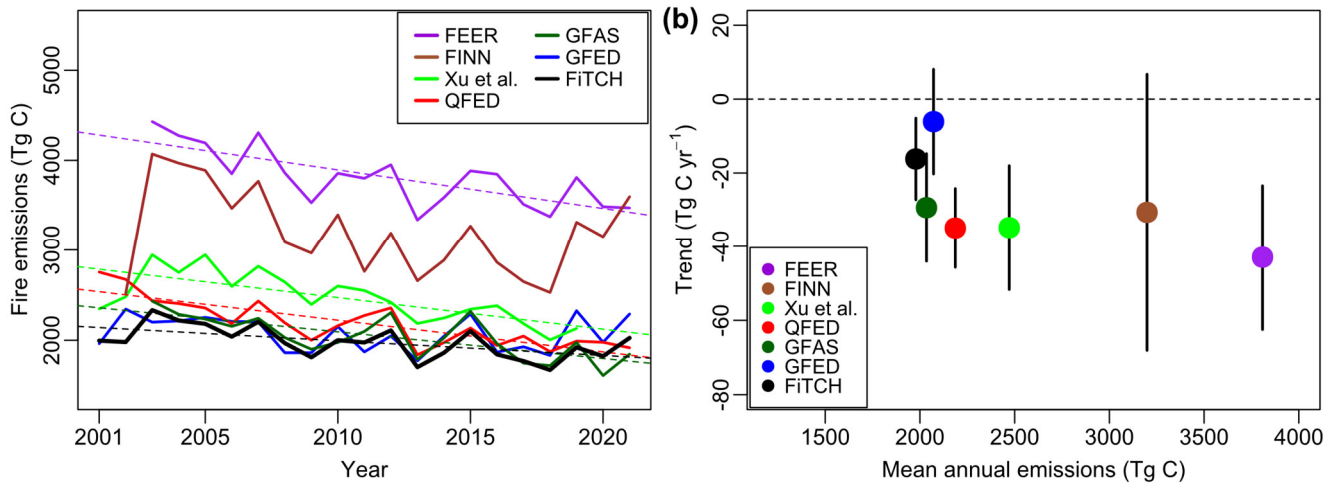 FEER
FINN
Xu et al.
QFED
GFAS
GFED
FiTCH
Fire emissions (Tg C)
5000
4000
3000
2000
2001
2005
2010
2015
2020
Year
(b)
Trend (Tg C yr⁻¹)
20
0
-20
-40
-60
-80
FEER
FINN
Xu et al.
QFED
GFAS
GFED
FiTCH
1500
2000
2500
3000
3500
4000
Mean annual emissions (Tg C)